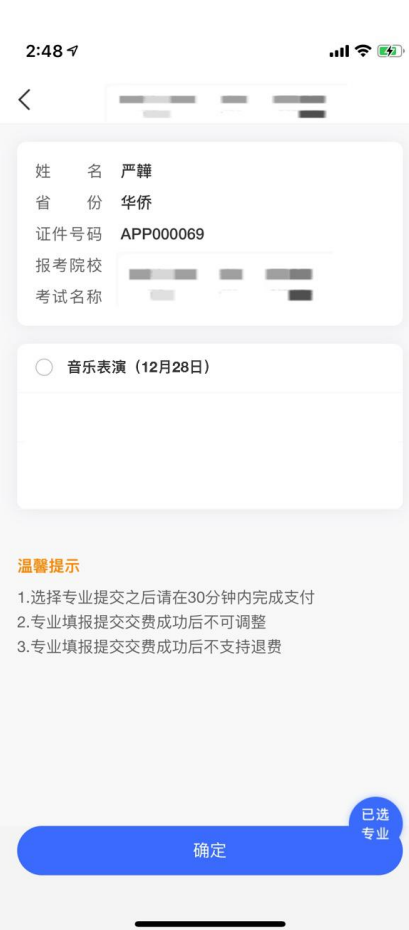 2:48
姓 名 严韡
省 份 华侨
证件号码 APP000069
报考院校
考试名称
音乐表演（12月28日）
温馨提示
1.选择专业提交之后请在30分钟内完成支付
2.专业填报提交交费成功后不可调整
3.专业填报提交交费成功后不支持退费
已选
专业
确定